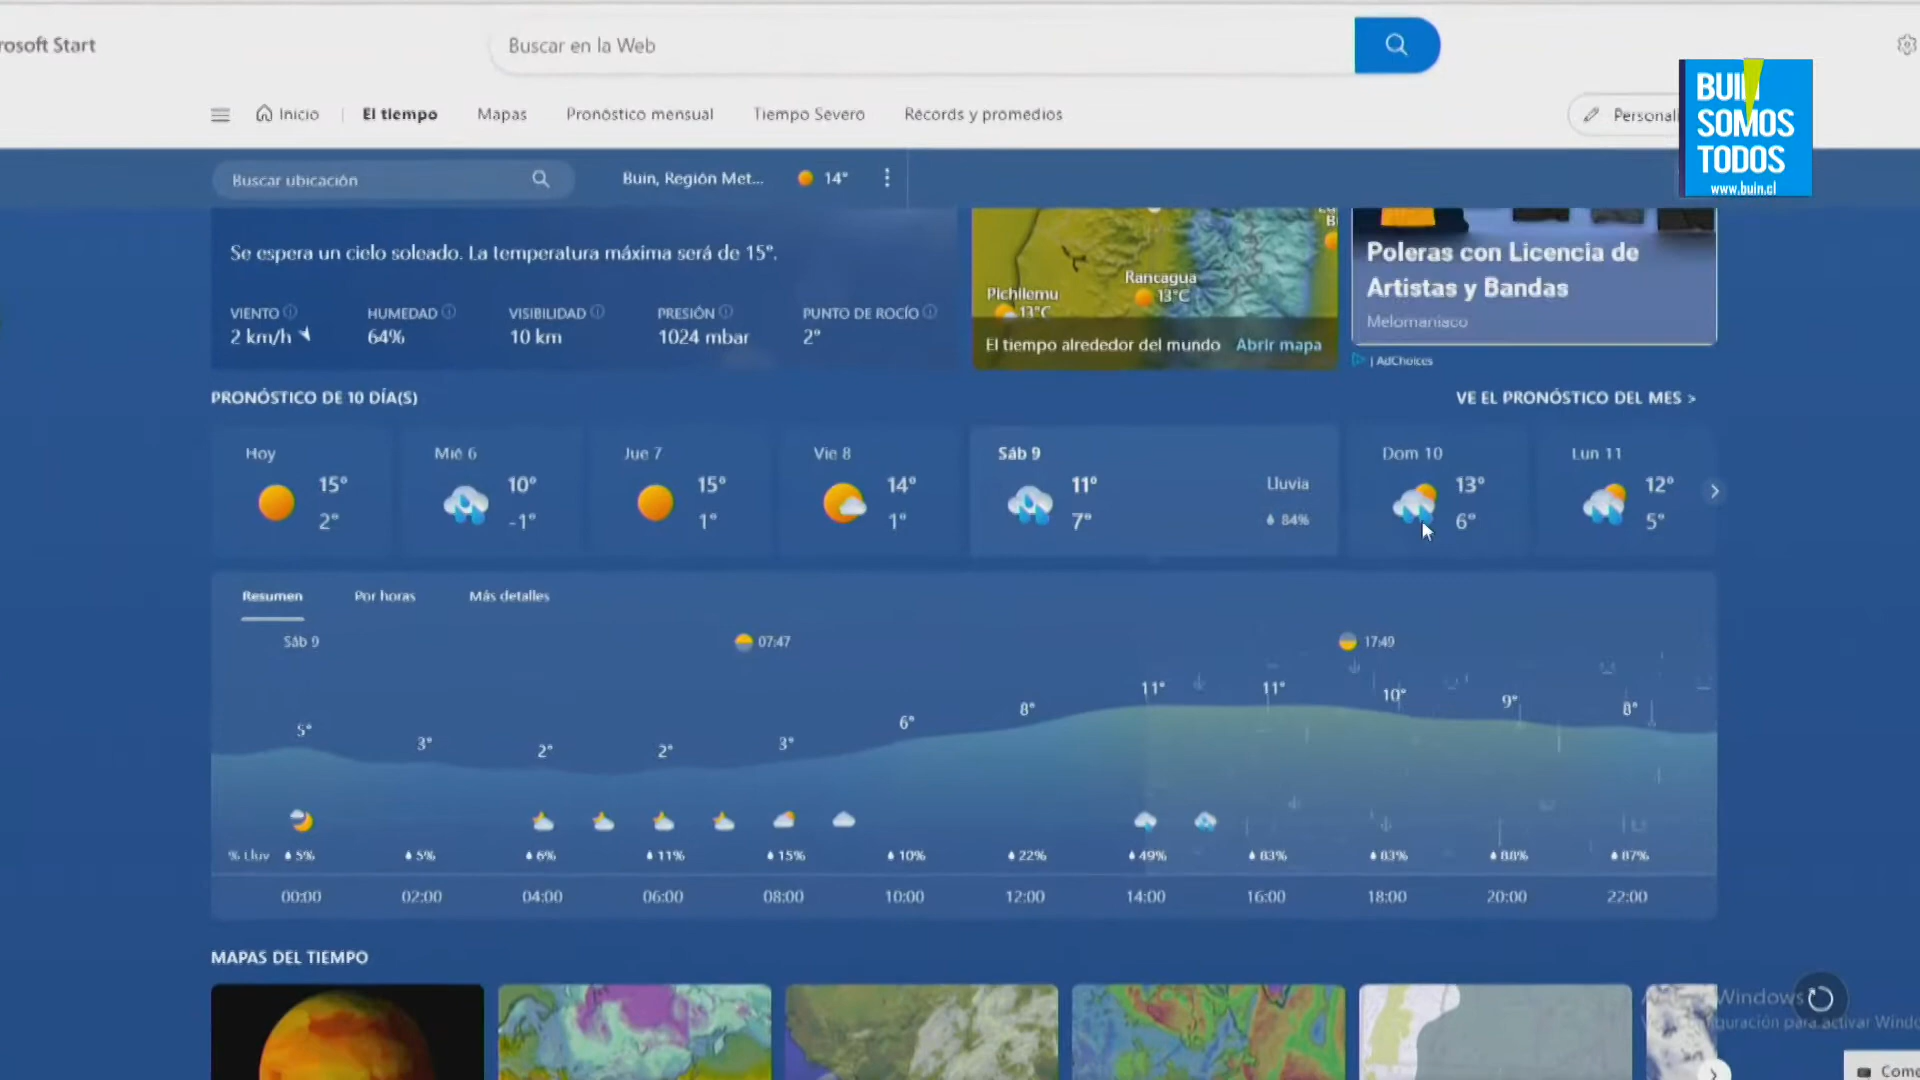 rosoft Start
Buscar en la Web
Inicio
El tiempo
Mapas
Pronóstico mensual
Tiempo Severo
Récords y promedios
Personali
BUIN
SOMOS
TODOS
www.buin.cl
Buscar ubicación
Buin, Región Met...
14°
Se espera un cielo soleado. La temperatura máxima será de 15°.
VIENTO
2 km/h
HUMEDAD
64%
VISIBILIDAD
10 km
PRESIÓN
1024 mbar
PUNTO DE ROCÍO
2°
Rancagua
13°C
Pichilemu
13°C
El tiempo alrededor del mundo Abrir mapa
Poleras con Licencia de
Artistas y Bandas
Melomaniaco
| AdChoices
PRONÓSTICO DE 10 DÍA(S)
VE EL PRONÓSTICO DEL MES >
Hoy
15°
2°
Mié 6
10°
-1°
Jue 7
15°
1°
Vie 8
14°
1°
Sáb 9
11°
7°
Lluvia
84%
Dom 10
13°
6°
Lun 11
12°
5°
Resumen
Por horas
Más detalles
Sáb 9
07:47
17:49
5° 3° 2° 2° 3° 6° 8° 11° 11° 10° 9° 8°
% Lluv 5% 5% 6% 11% 15% 10% 22% 49% 83% 83% 88% 87%
00:00 02:00 04:00 06:00 08:00 10:00 12:00 14:00 16:00 18:00 20:00 22:00
MAPAS DEL TIEMPO
Windows
guración para activar Windo
Come